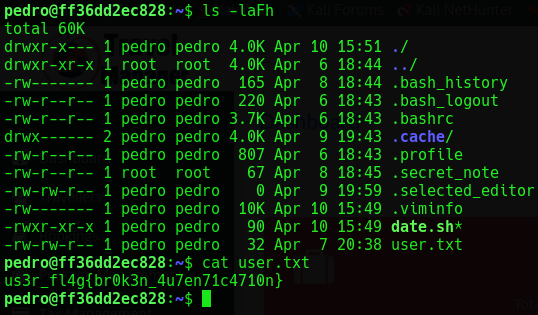 pedro@ff36dd2ec828:~$ ls -laFh
total 60K
drwxr-x--- 1 pedro pedro 4.0K Apr 10 15:51 ./
drwxr-xr-x 1 root  root  4.0K Apr  6 18:44 ../
-rw------- 1 pedro pedro  165 Apr  8 18:44 .bash_history
-rw-r--r-- 1 pedro pedro  220 Apr  6 18:43 .bash_logout
-rw-r--r-- 1 pedro pedro 3.7K Apr  6 18:43 .bashrc
drwx------ 2 pedro pedro 4.0K Apr  9 19:43 .cache/
-rw-r--r-- 1 pedro pedro  807 Apr  6 18:43 .profile
-rw-r--r-- 1 root  root    67 Apr  8 18:45 .secret_note
-rw-rw-r-- 1 pedro pedro    0 Apr  9 19:59 .selected_editor
-rw------- 1 pedro pedro  10K Apr 10 15:49 .viminfo
-rwxr-xr-x 1 pedro pedro   90 Apr 10 15:49 date.sh*
-rw-rw-r-- 1 pedro pedro   32 Apr  7 20:38 user.txt
pedro@ff36dd2ec828:~$ cat user.txt
us3r_fl4g{br0k3n_4u7en71c4710n}
pedro@ff36dd2ec828:~$